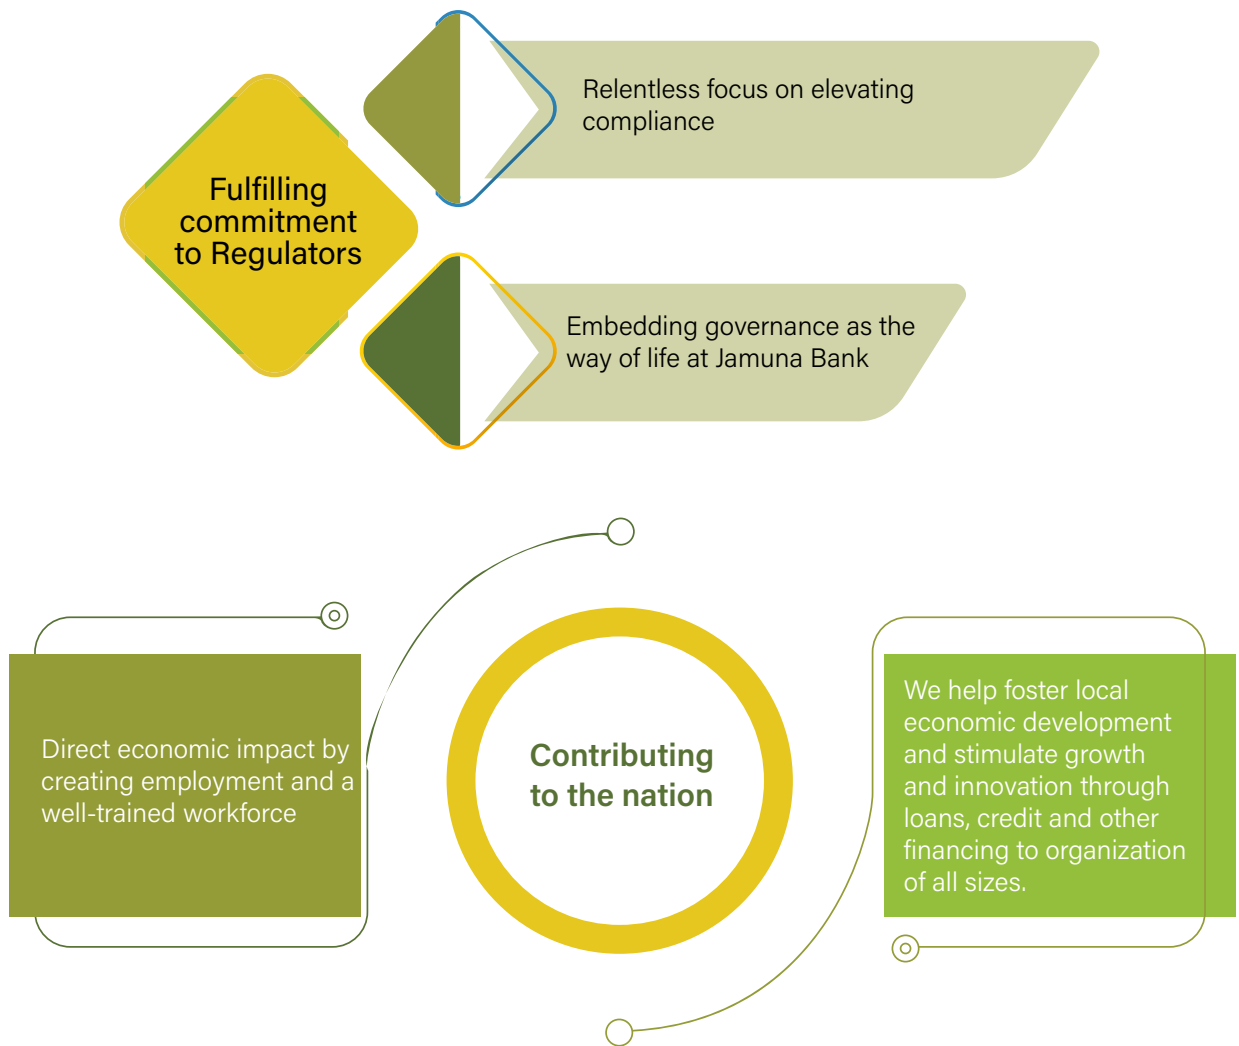 Fulfilling
commitment
to Regulators
Relentless focus on elevating
compliance
Embedding governance as the
way of life at Jamuna Bank
Direct economic impact by
creating employment and a
well-trained workforce
Contributing
to the nation
We help foster local
economic development
and stimulate growth
and innovation through
loans, credit and other
financing to organization
of all sizes.